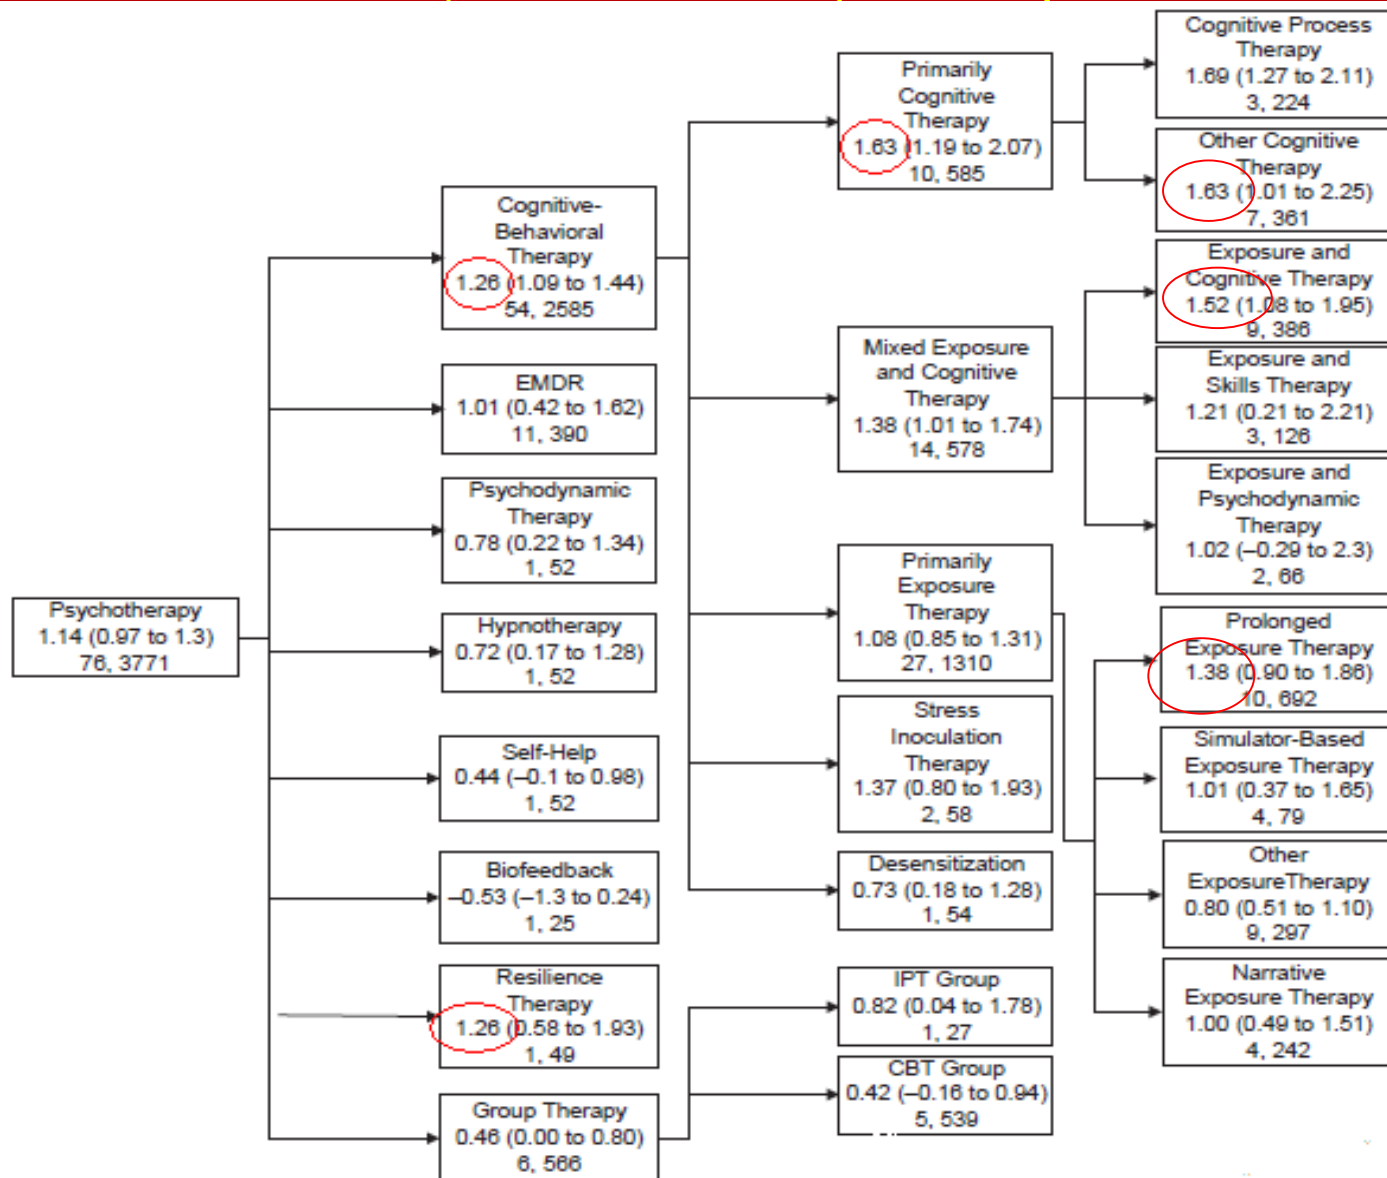 Psychotherapy
1.14 (0.97 to 1.3)
76, 3771
Cognitive-
Behavioral
Therapy
1.26 (1.09 to 1.44)
54, 2585
EMDR
1.01 (0.42 to 1.62)
11, 390
Psychodynamic
Therapy
0.78 (0.22 to 1.34)
1, 52
Hypnotherapy
0.72 (0.17 to 1.28)
1, 52
Self-Help
0.44 (–0.1 to 0.98)
1, 52
Biofeedback
–0.53 (–1.3 to 0.24)
1, 25
Resilience
Therapy
1.26 (0.58 to 1.93)
1, 49
Group Therapy
0.46 (0.00 to 0.80)
6, 566
Primarily
Cognitive
Therapy
1.63 (1.19 to 2.07)
10, 585
Mixed Exposure
and Cognitive
Therapy
1.38 (1.01 to 1.74)
14, 578
Primarily
Exposure
Therapy
1.08 (0.85 to 1.31)
27, 1310
Stress
Inoculation
Therapy
1.37 (0.80 to 1.93)
2, 58
Desensitization
0.73 (0.18 to 1.28)
1, 54
IPT Group
0.82 (0.04 to 1.78)
1, 27
CBT Group
0.42 (–0.16 to 0.94)
5, 539
Cognitive Process
Therapy
1.69 (1.27 to 2.11)
3, 224
Other Cognitive
Therapy
1.63 (1.01 to 2.25)
7, 361
Exposure and
Cognitive Therapy
1.52 (1.08 to 1.95)
9, 386
Exposure and
Skills Therapy
1.21 (0.21 to 2.21)
3, 126
Exposure and
Psychodynamic
Therapy
1.02 (–0.29 to 2.3)
2, 66
Prolonged
Exposure Therapy
1.38 (0.90 to 1.86)
10, 692
Simulator-Based
Exposure Therapy
1.01 (0.37 to 1.65)
4, 79
Other
ExposureTherapy
0.80 (0.51 to 1.10)
9, 297
Narrative
Exposure Therapy
1.00 (0.49 to 1.51)
4, 242